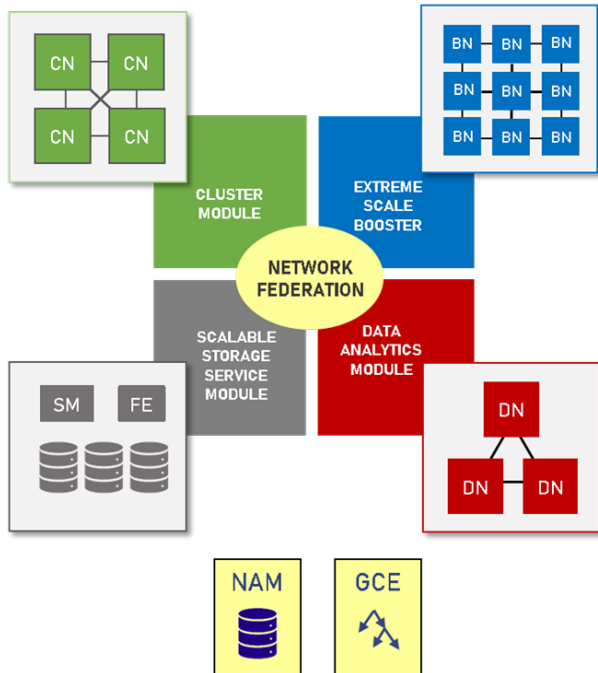 CN CN
CN CN
BN BN BN
BN BN BN
BN BN BN
CLUSTER
MODULE
EXTREME
SCALE
BOOSTER
NETWORK
FEDERATION
SCALABLE
STORAGE
SERVICE
MODULE
DATA
ANALYTICS
MODULE
SM FE
DN
DN DN
NAM
GCE